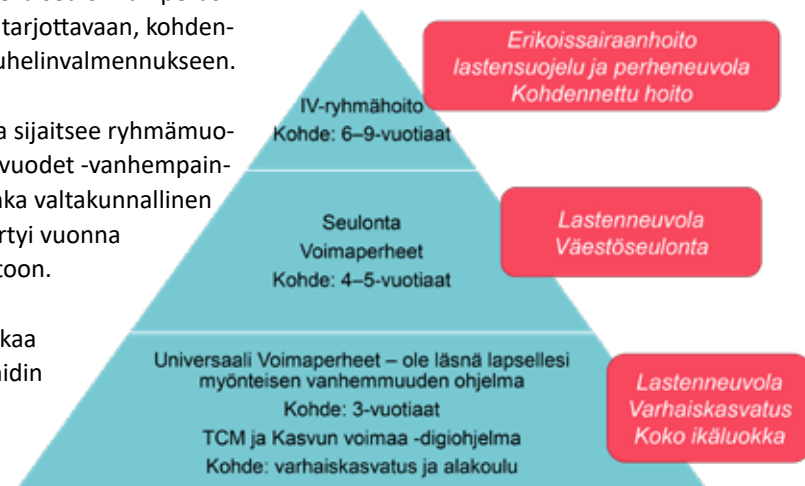 tarjottavaan, kohden-
uhelinvalmennukseen.
a sijaitsee ryhmämuo-
vuodet -vanhempain-
ka valtakunnallinen
rtyi vuonna
toon.
kaa
idin
Erikoissairaanhoito
lastensuojelu ja perheneuvola
Kohdennettu hoito
IV-ryhmähoito
Kohde: 6–9-vuotiaat
Seulonta
Voimaperheet
Kohde: 4–5-vuotiaat
Lastenneuvola
Väestöseulonta
Universaali Voimaperheet – ole läsnä lapsellesi
myönteisen vanhemmuuden ohjelma
Kohde: 3-vuotiaat
TCM ja Kasvun voimaa -digiohjelma
Kohde: varhaiskasvatus ja alakoulu
Lastenneuvola
Varhaiskasvatus
Koko ikäluokka